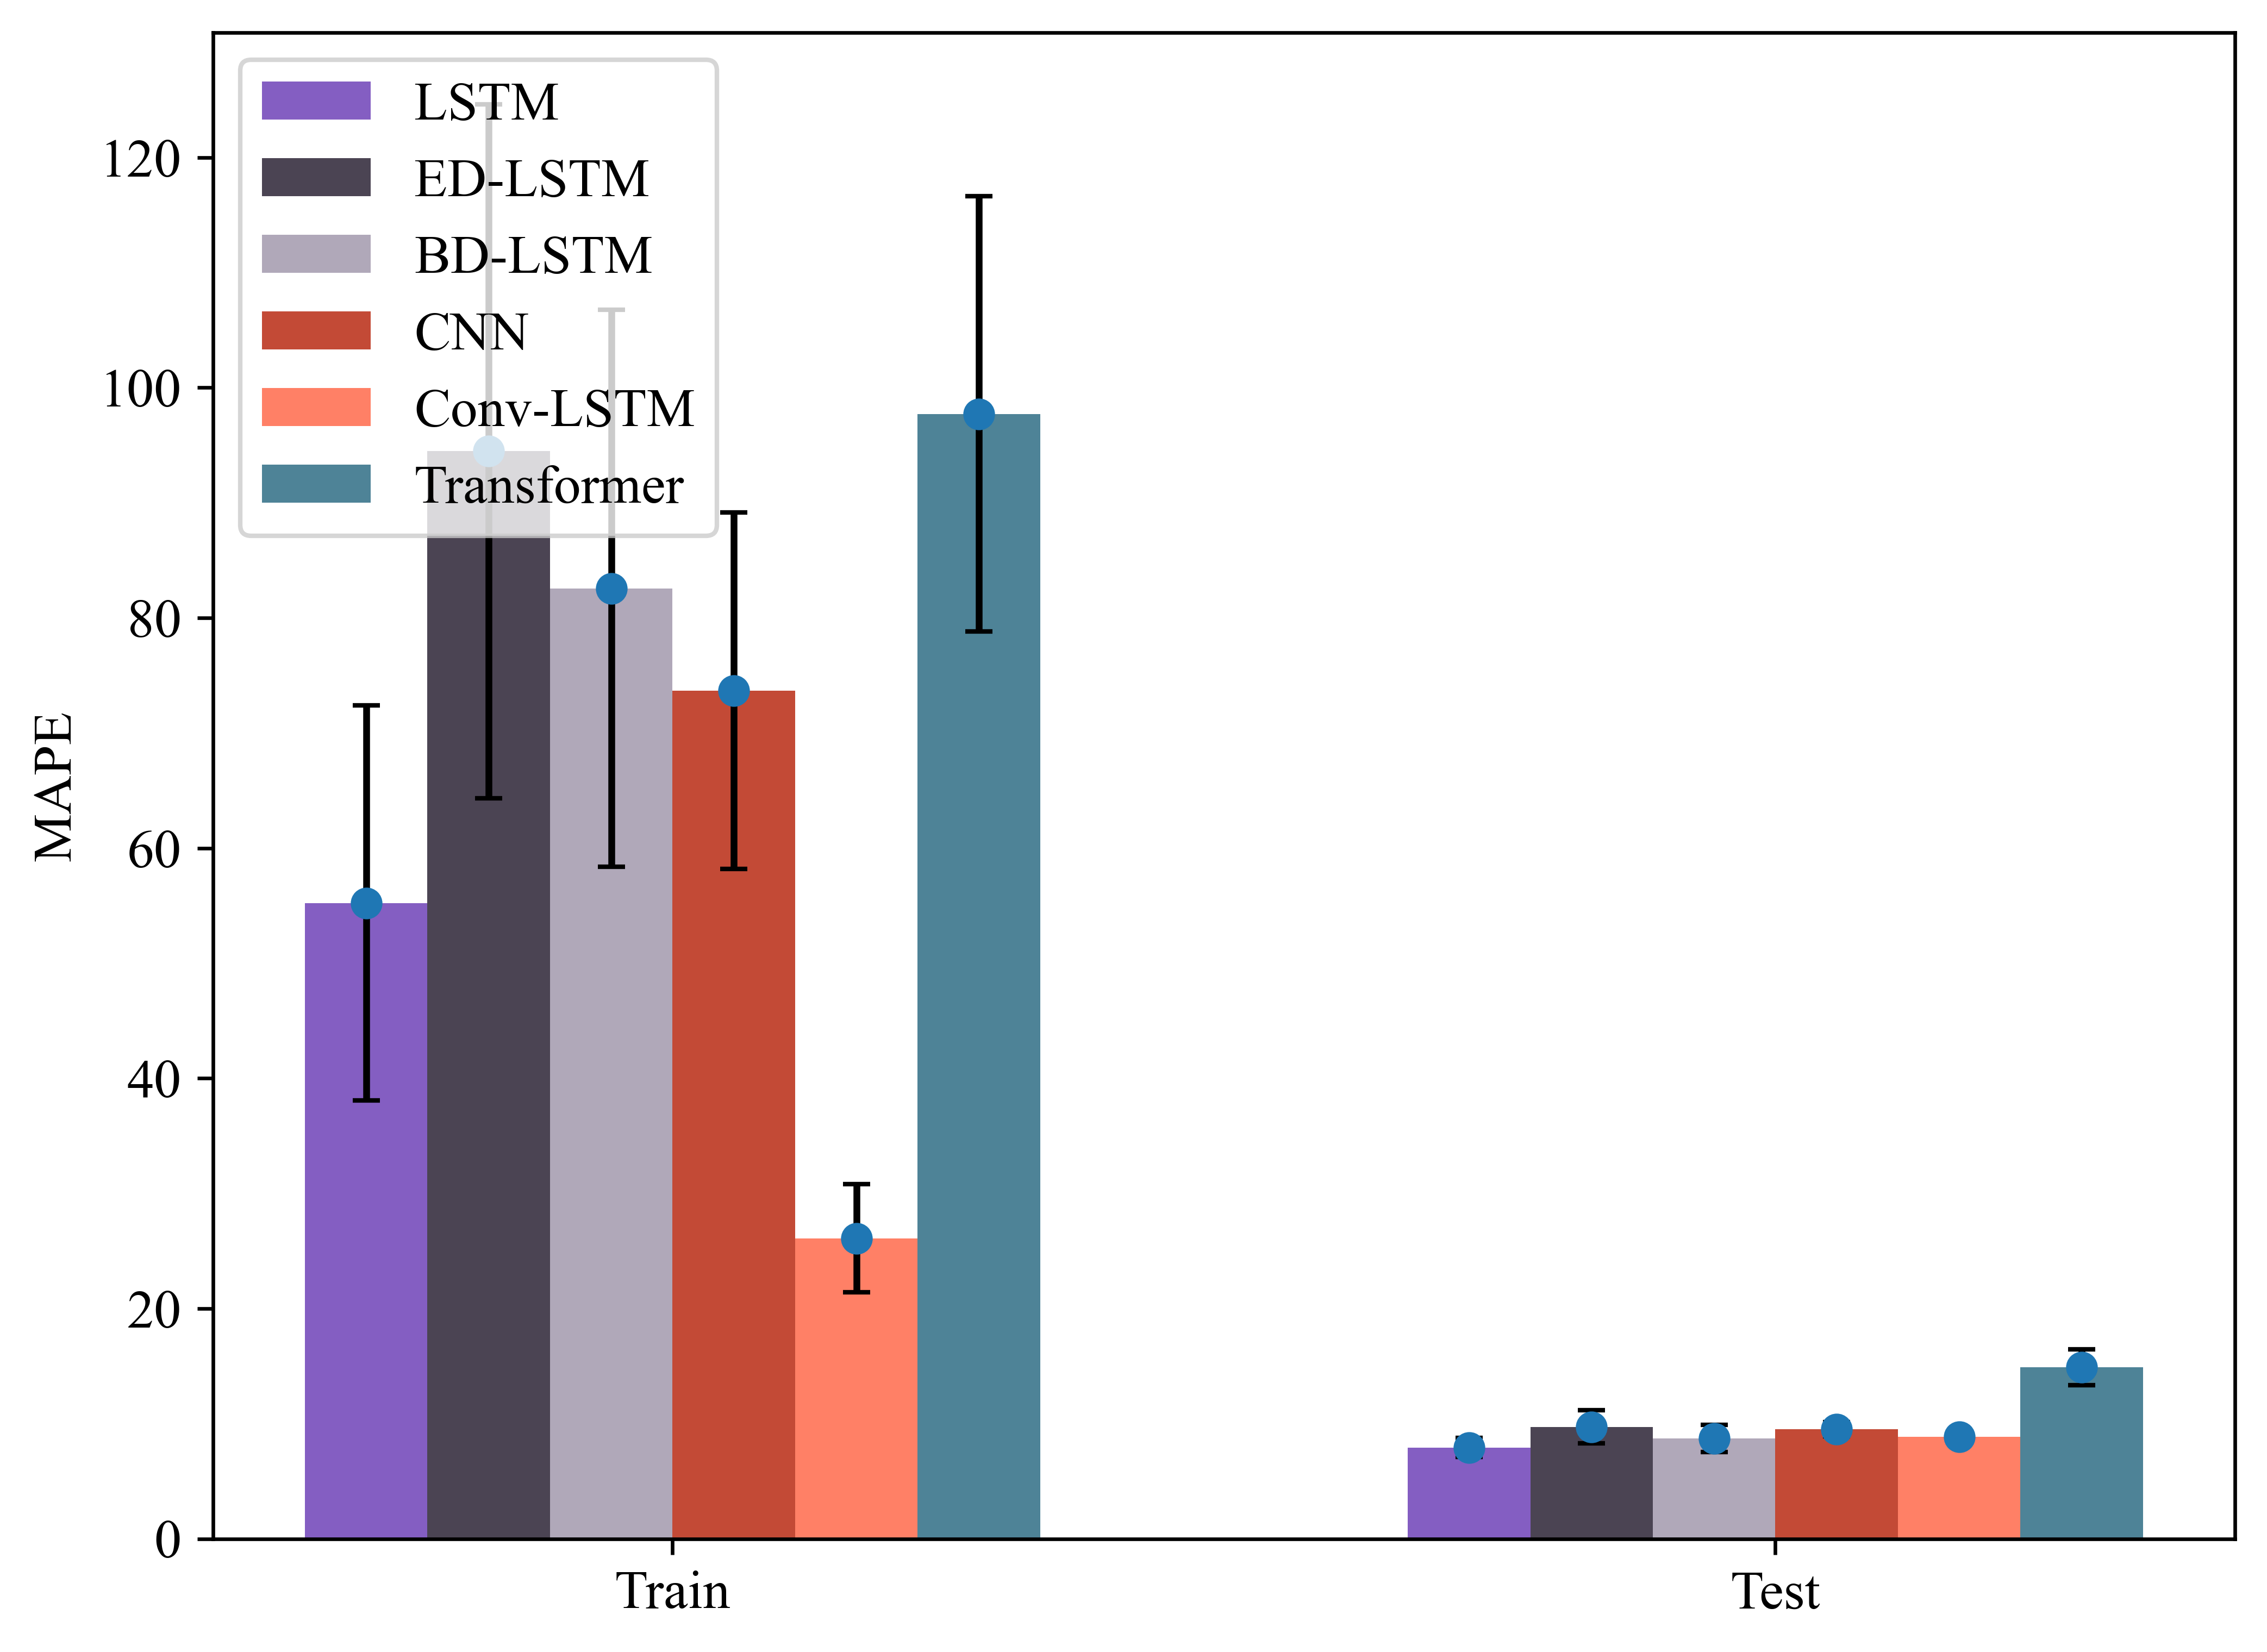 LSTM
ED-LSTM
BD-LSTM
CNN
Conv-LSTM
Transformer
120
100
80
60
40
20
0
MAPE
Train
Test